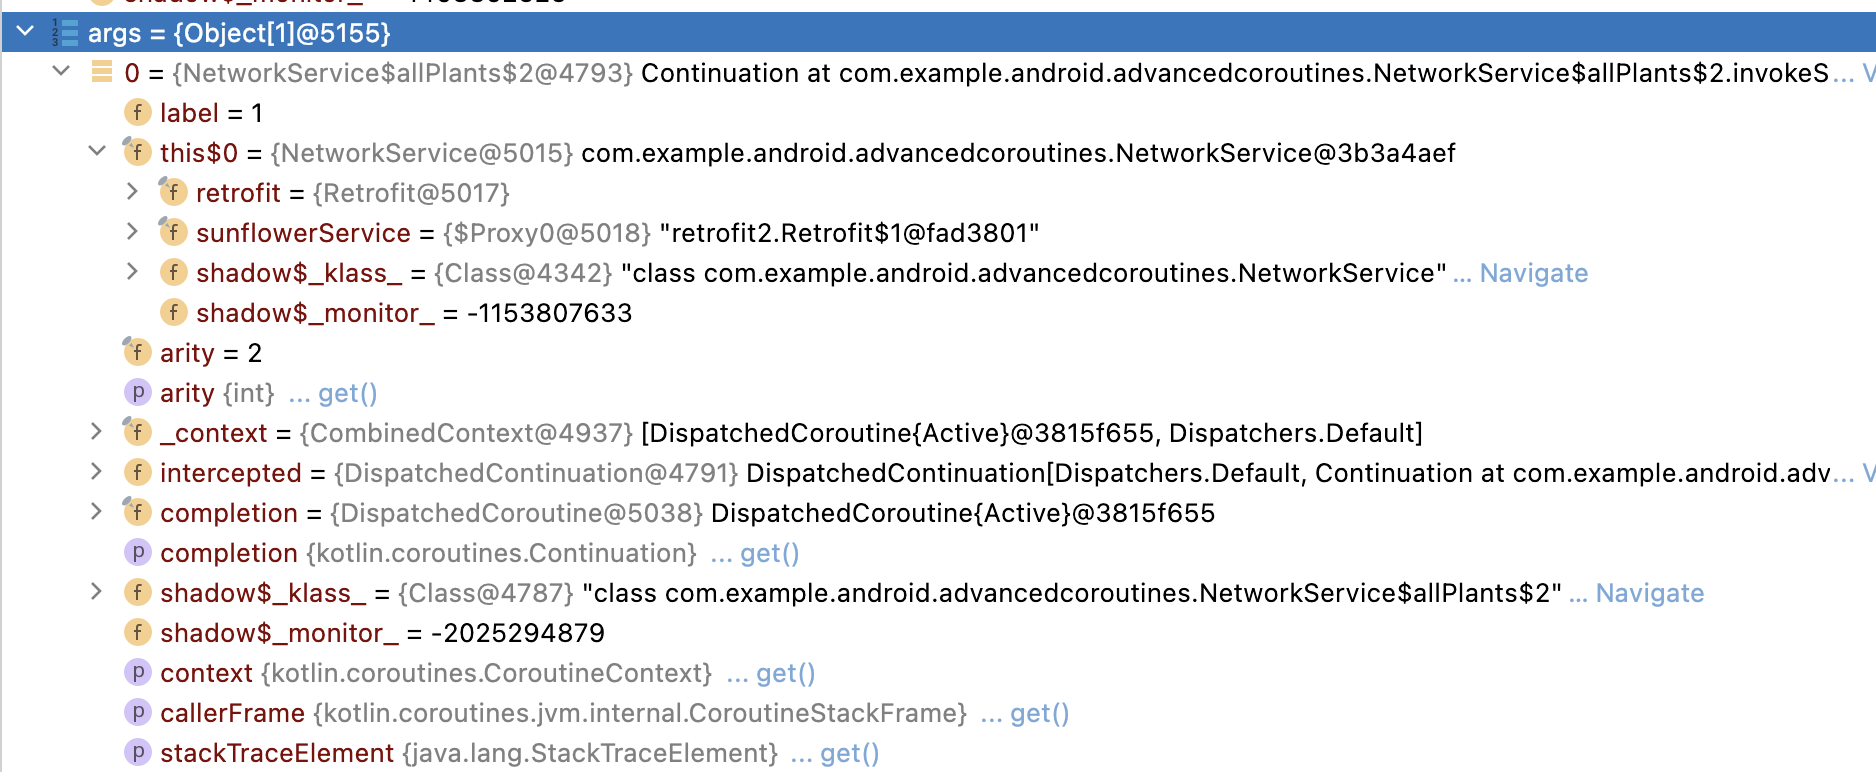 args = {Object[1]@5155}
0 = {NetworkService$allPlants$2@4793} Continuation at com.example.android.advancedcoroutines.NetworkService$allPlants$2.invokeS... V
f label = 1
f this$0 = {NetworkService@5015} com.example.android.advancedcoroutines.NetworkService@3b3a4aef
f retrofit = {Retrofit@5017}
f sunflowerService = {$Proxy0@5018} "retrofit2.Retrofit$1@fad3801"
f shadow$_klass_ = {Class@4342} "class com.example.android.advancedcoroutines.NetworkService" ... Navigate
f shadow$_monitor_ = -1153807633
f arity = 2
p arity {int} ... get()
f _context = {CombinedContext@4937} [DispatchedCoroutine{Active}@3815f655, Dispatchers.Default]
f intercepted = {DispatchedContinuation@4791} DispatchedContinuation[Dispatchers.Default, Continuation at com.example.android.adv... V
f completion = {DispatchedCoroutine@5038} DispatchedCoroutine{Active}@3815f655
p completion {kotlin.coroutines.Continuation} ... get()
f shadow$_klass_ = {Class@4787} "class com.example.android.advancedcoroutines.NetworkService$allPlants$2" ... Navigate
f shadow$_monitor_ = -2025294879
p context {kotlin.coroutines.CoroutineContext} ... get()
p callerFrame {kotlin.coroutines.jvm.internal.CoroutineStackFrame} ... get()
p stackTraceElement {java.lang.StackTraceElement} ... get()